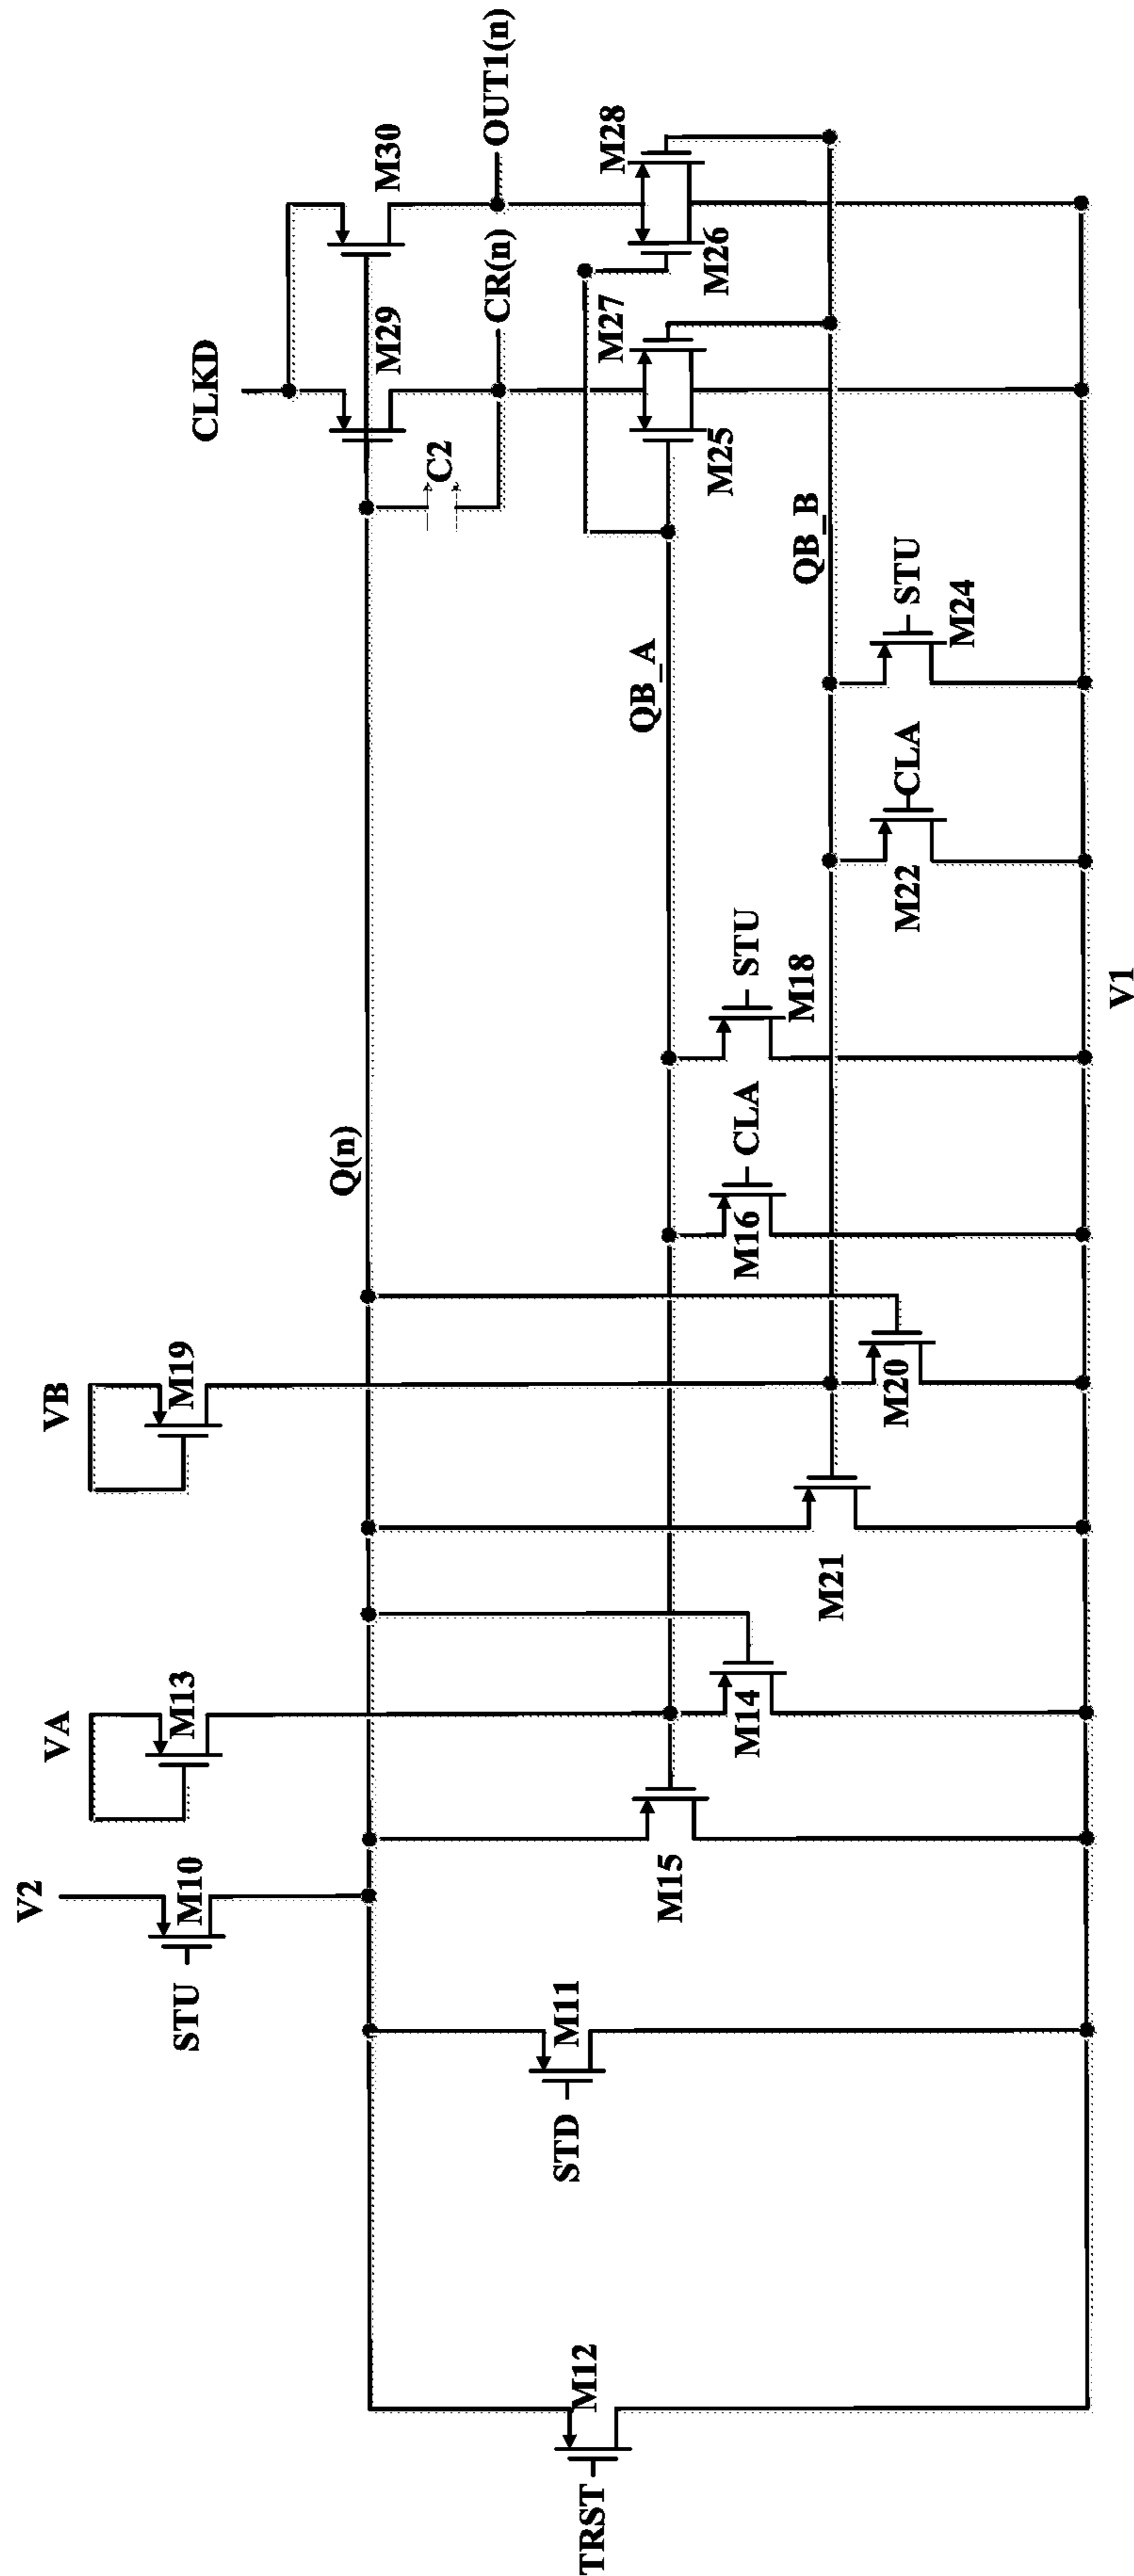 V2
VA
VB
STU
M10
M13
M19
CLKD
M29
M30
Q(n)
C2
CR(n)
OUT1(n)
TRST
M12
STD
M11
M15
M14
M21
M20
QB_A
M16
CLA
M18
STU
QB_B
M22
CLA
M24
STU
M25
M27
M26
M28
V1